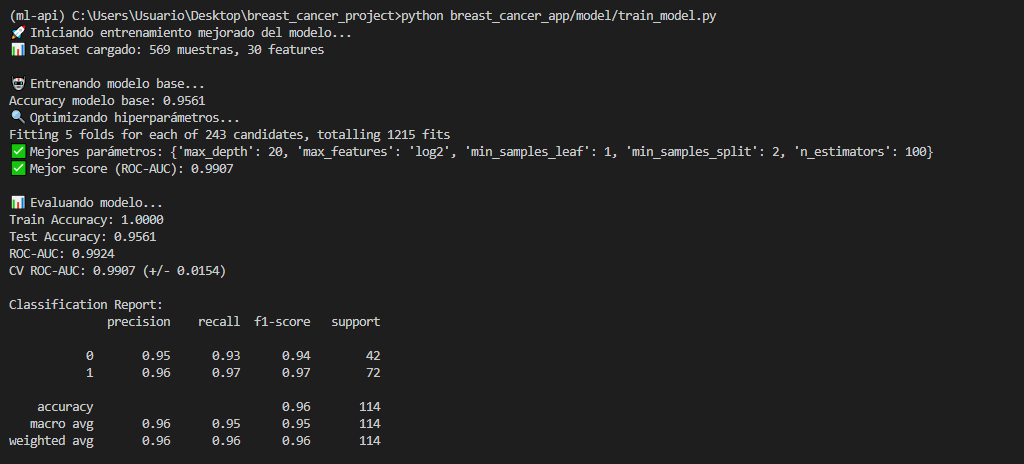 (ml-api) C:\Users\Usuario\Desktop\breast_cancer_project>python breast_cancer_app/model/train_model.py
🚀 Iniciando entrenamiento mejorado del modelo...
📊 Dataset cargado: 569 muestras, 30 features
🤖 Entrenando modelo base...
Accuracy modelo base: 0.9561
🔍 Optimizando hiperparámetros...
Fitting 5 folds for each of 243 candidates, totalling 1215 fits
✅ Mejores parámetros: {'max_depth': 20, 'max_features': 'log2', 'min_samples_leaf': 1, 'min_samples_split': 2, 'n_estimators': 100}
✅ Mejor score (ROC-AUC): 0.9907
📊 Evaluando modelo...
Train Accuracy: 1.0000
Test Accuracy: 0.9561
ROC-AUC: 0.9924
CV ROC-AUC: 0.9907 (+/- 0.0154)
Classification Report:
precision recall f1-score support
0 0.95 0.93 0.94 42
1 0.96 0.97 0.97 72
accuracy 0.96 114
macro avg 0.96 0.95 0.95 114
weighted avg 0.96 0.96 0.96 114